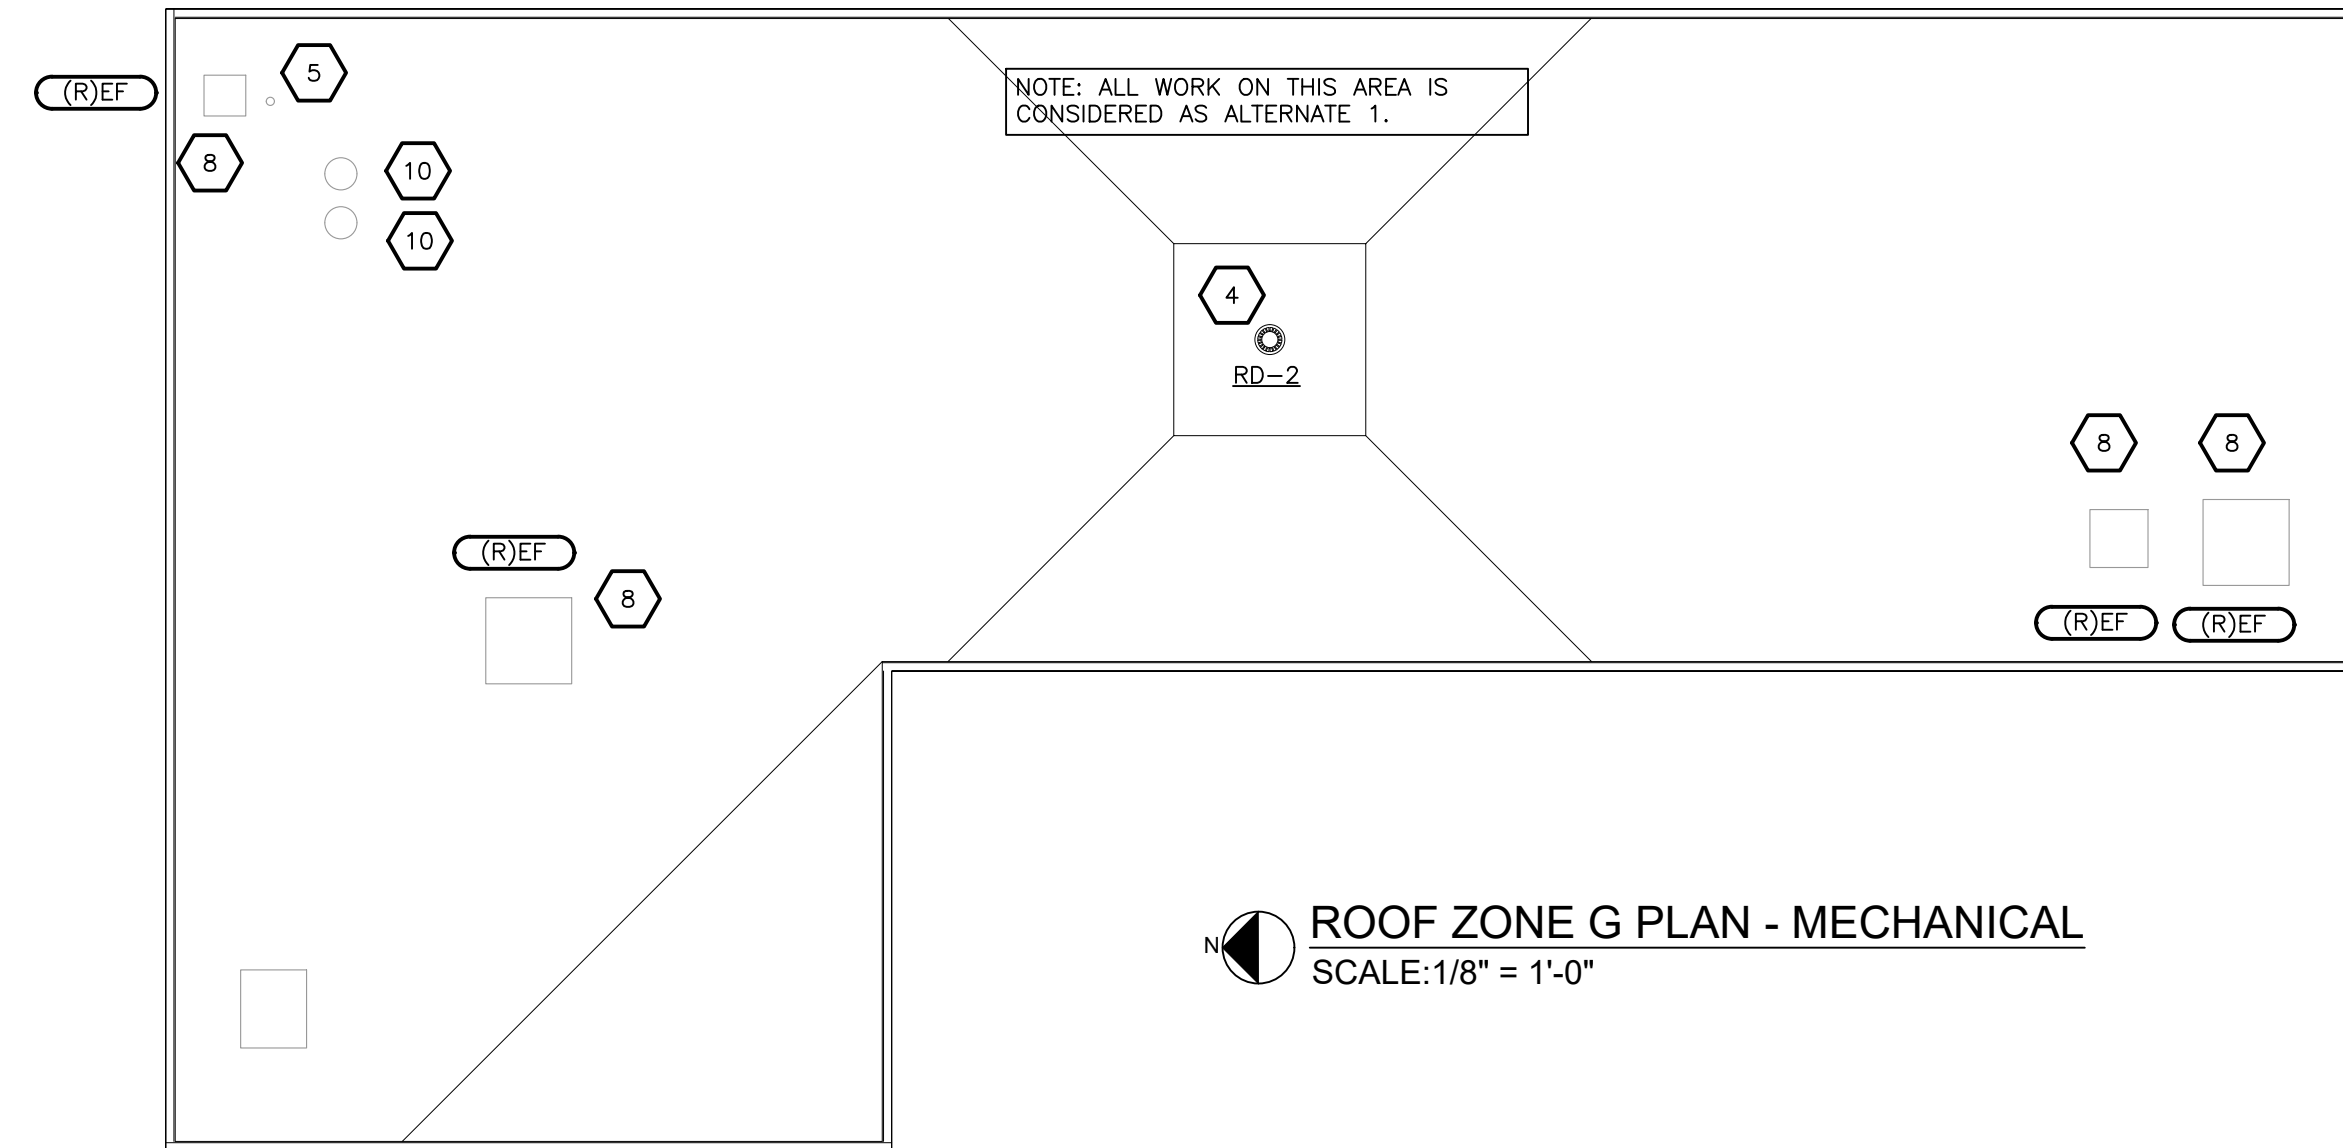 5
(R)EF
NOTE: ALL WORK ON THIS AREA IS
CONSIDERED AS ALTERNATE 1.
8
10
10
4
RD-2
8
8
(R)EF
8
(R)EF
(R)EF
N
ROOF ZONE G PLAN - MECHANICAL
SCALE:1/8" = 1'-0"